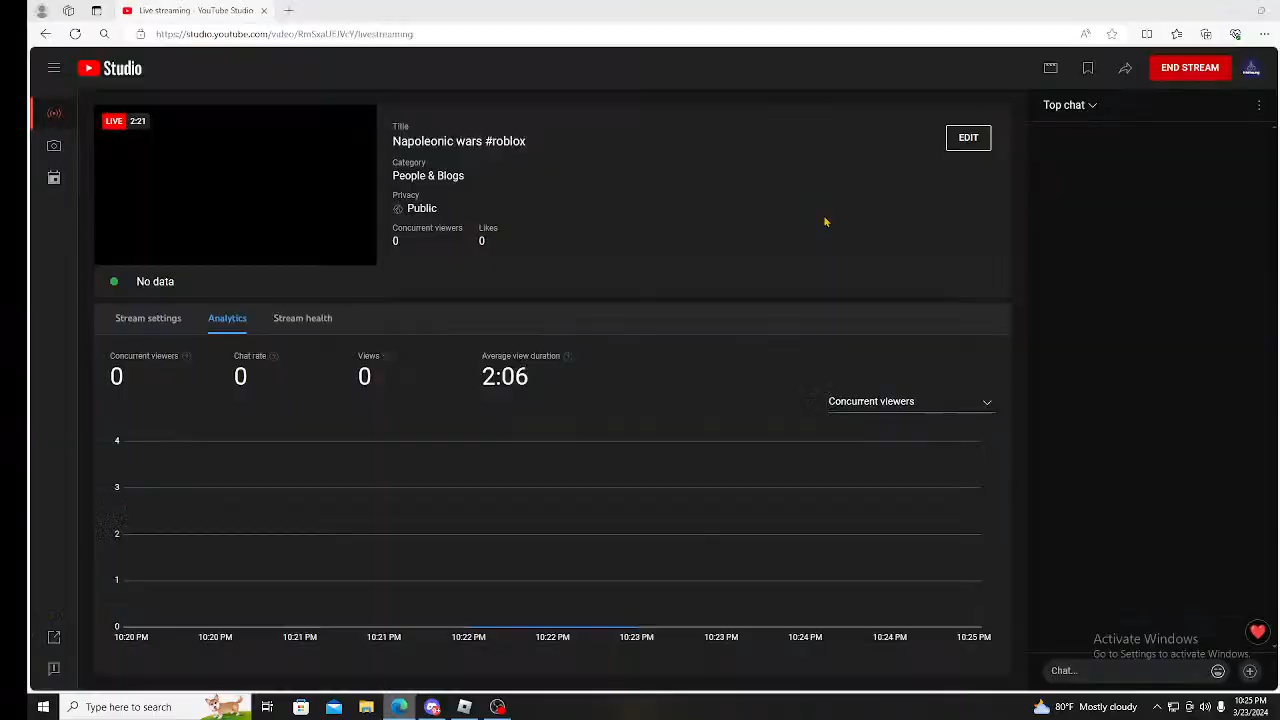 Live streaming - YouTube Studio
https://studio.youtube.com/video/RmSxaUEJVcY/livestreaming
Studio
END STREAM
LIVE 2:21
Title
Napoleonic wars #roblox
EDIT
Category
People & Blogs
Privacy
Public
Concurrent viewers Likes
0 0
No data
Top chat
Stream settings Analytics Stream health
Concurrent viewers Chat rate Views Average view duration
0 0 0 2:06
Concurrent viewers
4
3
2
1
0
10:20 PM 10:20 PM 10:21 PM 10:21 PM 10:22 PM 10:22 PM 10:23 PM 10:23 PM 10:24 PM 10:24 PM 10:25 PM
Activate Windows
Go to Settings to activate Windows.
Chat...
Type here to search
80°F Mostly cloudy
10:25 PM
3/23/2024